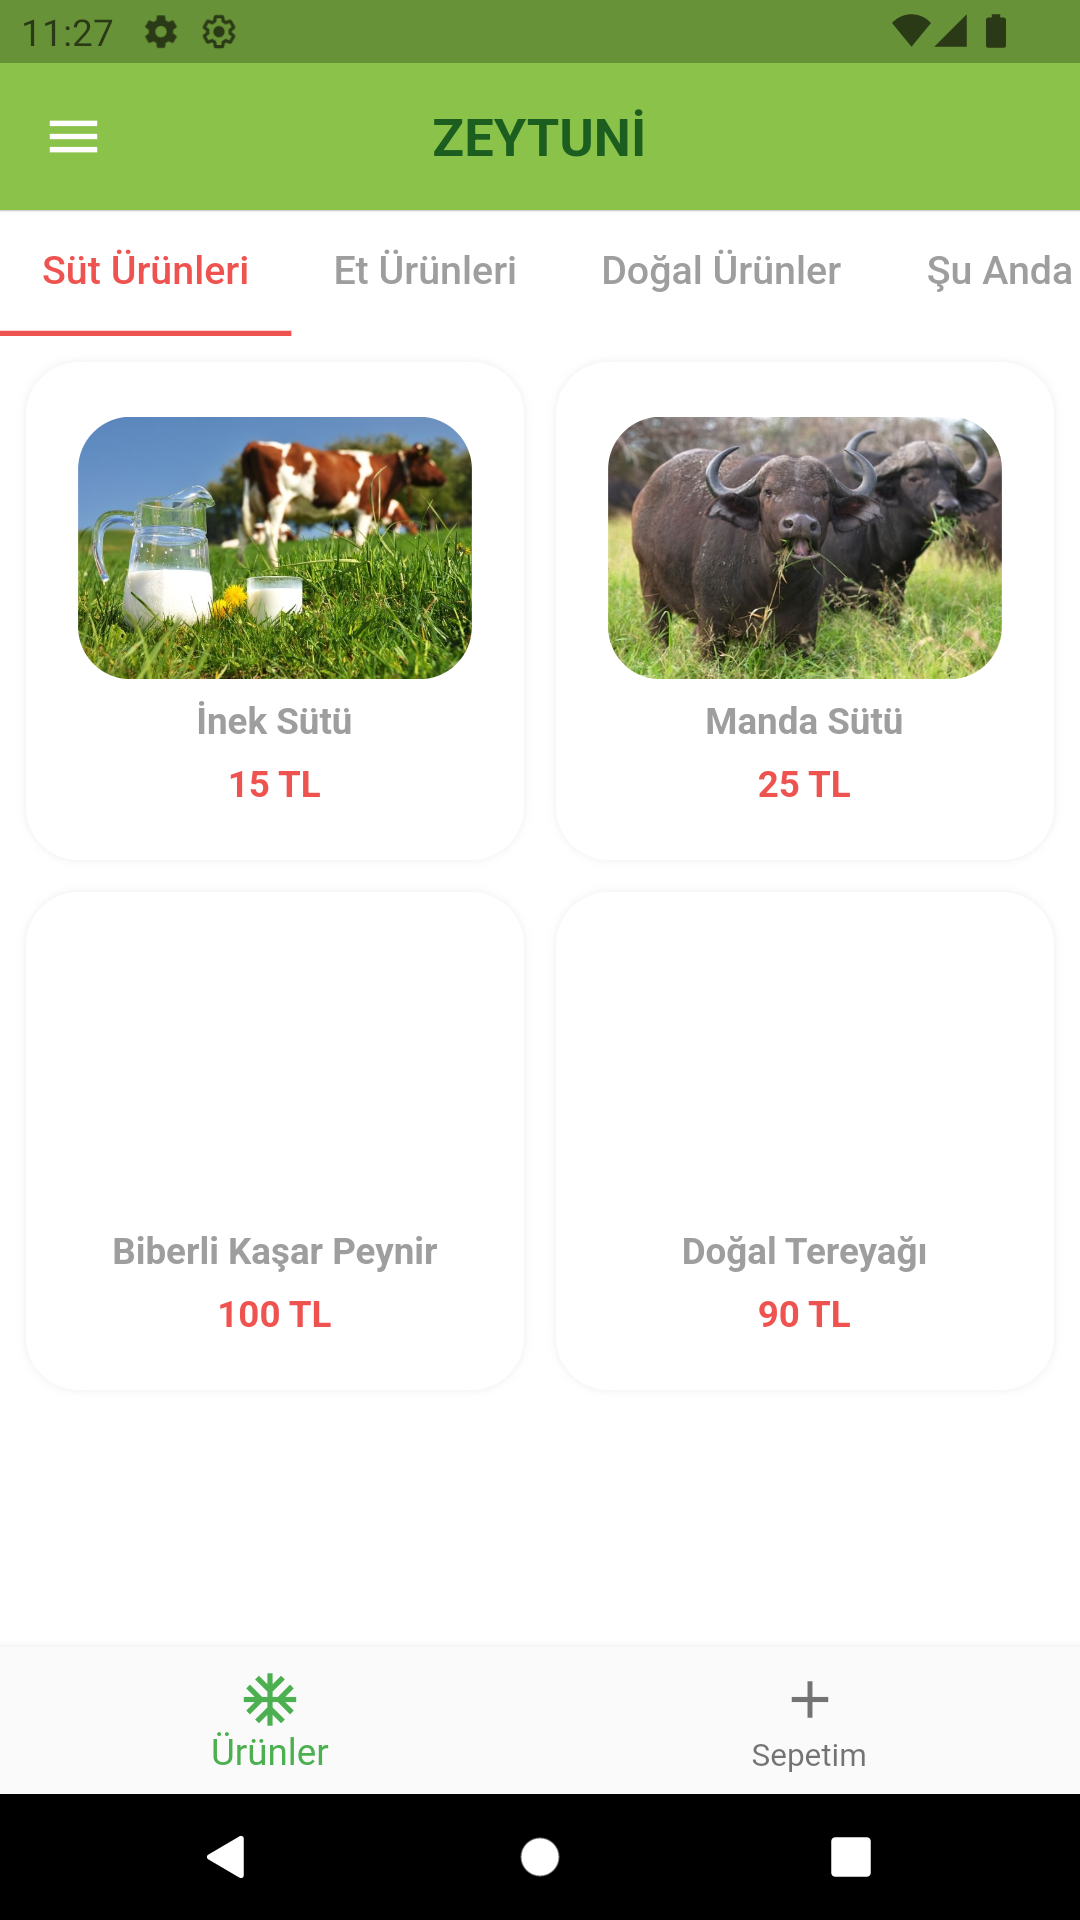 11:27
ZEYTUNİ
Süt Ürünleri Et Ürünleri Doğal Ürünler Şu Anda
İnek Sütü Manda Sütü
15 TL 25 TL
Biberli Kaşar Peynir Doğal Tereyağı
100 TL 90 TL
Ürünler Sepetim